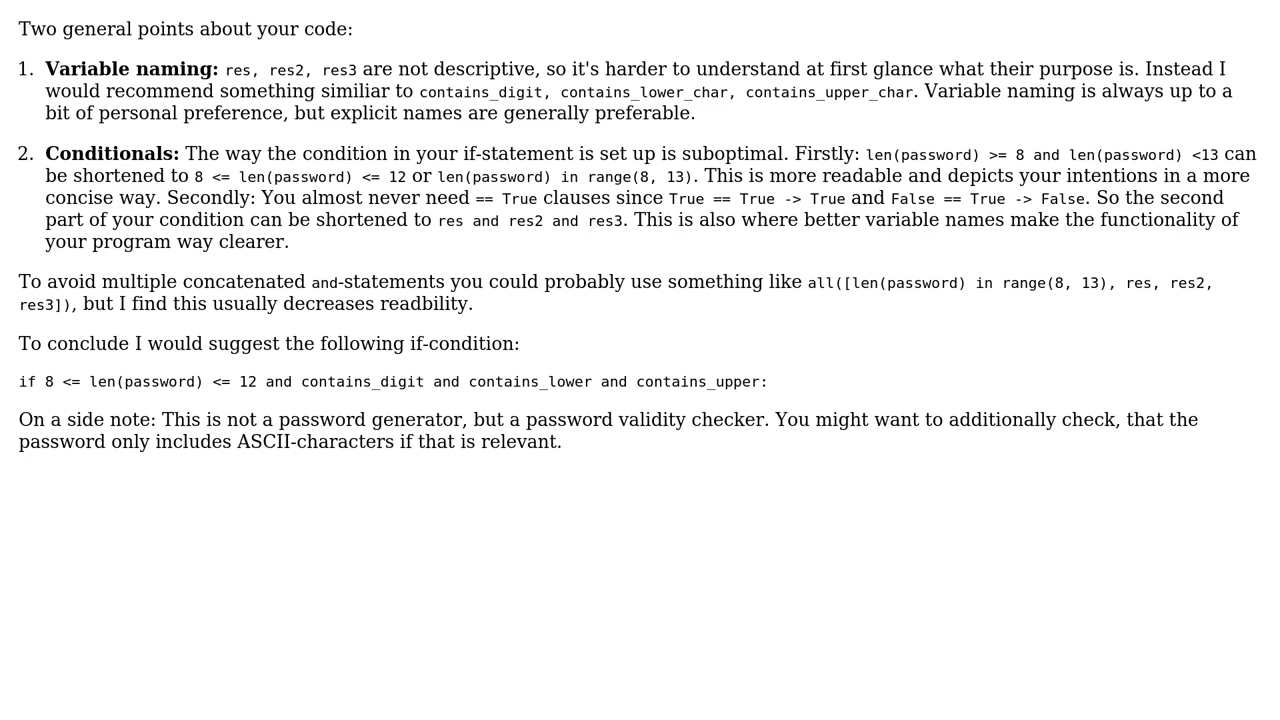 Two general points about your code:
1. Variable naming: res, res2, res3 are not descriptive, so it's harder to understand at first glance what their purpose is. Instead I
would recommend something similiar to contains_digit, contains_lower_char, contains_upper_char. Variable naming is always up to a
bit of personal preference, but explicit names are generally preferable.
2. Conditionals: The way the condition in your if-statement is set up is suboptimal. Firstly: len(password) >= 8 and len(password) <13 can
be shortened to 8 <= len(password) <= 12 or len(password) in range(8, 13). This is more readable and depicts your intentions in a more
concise way. Secondly: You almost never need == True clauses since True == True -> True and False == True -> False. So the second
part of your condition can be shortened to res and res2 and res3. This is also where better variable names make the functionality of
your program way clearer.
To avoid multiple concatenated and-statements you could probably use something like all([len(password) in range(8, 13), res, res2,
res3]), but I find this usually decreases readbility.
To conclude I would suggest the following if-condition:
if 8 <= len(password) <= 12 and contains_digit and contains_lower and contains_upper:
On a side note: This is not a password generator, but a password validity checker. You might want to additionally check, that the
password only includes ASCII-characters if that is relevant.